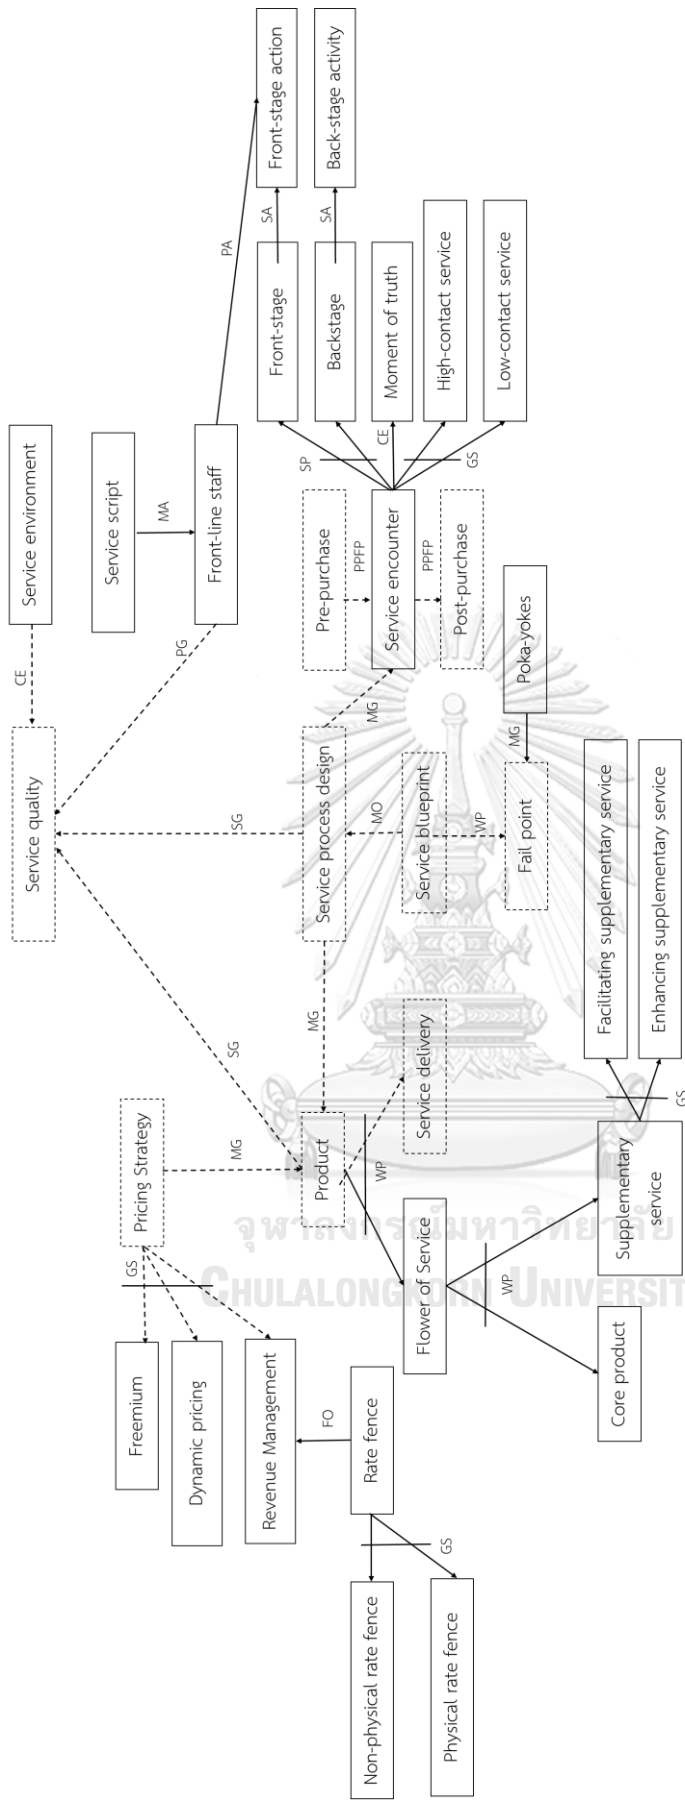 Service quality
CE
Service environment
Service script
Freemium
GS
Pricing Strategy
MA
PG
Dynamic pricing
Front-line staff
PA
MG
SG
SG
Revenue Management
Front-stage
SA
Front-stage action
SP
FO
Product
MG
Service process design
Pre-purchase
Backstage
SA
Back-stage activity
PPFP
Non-physical rate fence
Rate fence
MG
Service encounter
CE
Moment of truth
WP
MO
Flower of Service
Service delivery
Service blueprint
PPFP
Physical rate fence
GS
High-contact service
Post-purchase
GS
WP
WP
Low-contact service
MG
Fail point
Poka-yokes
Facilitating supplementary service
Core product
Supplementary
service
Enhancing supplementary service
GS
จุฬาลงกรณ์มหาวิทยาลัย
CHULALONGKORN UNIVERSIT